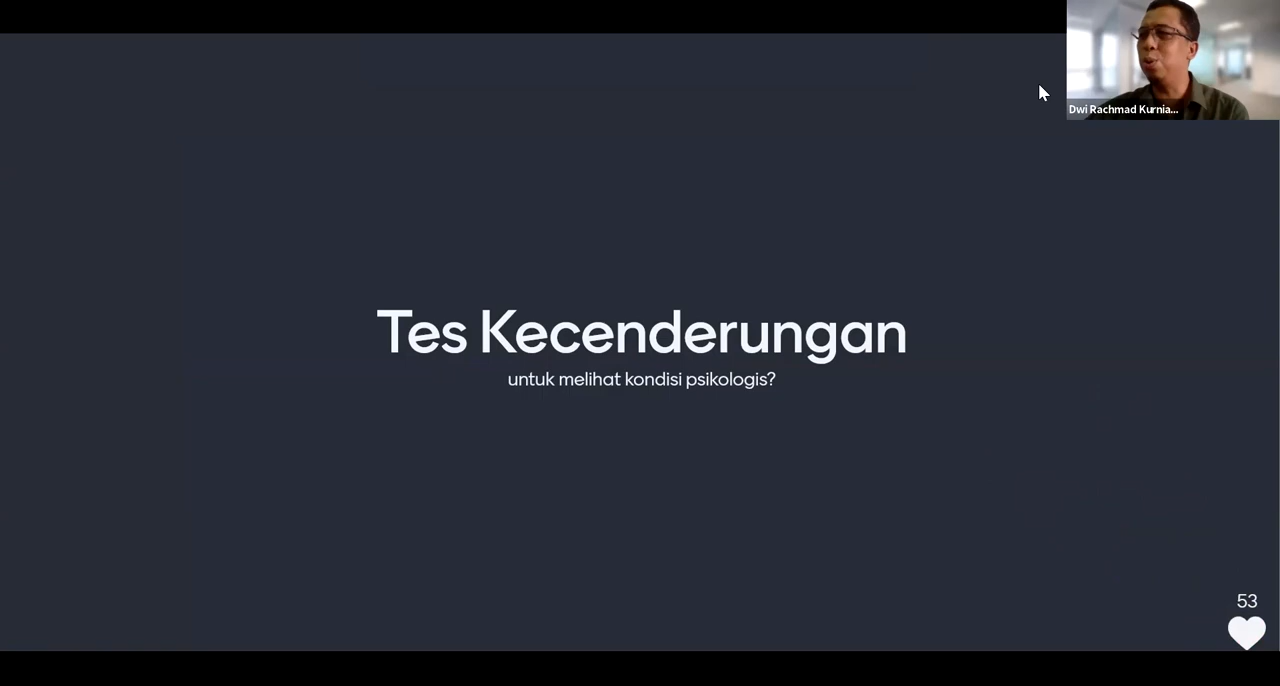 Dwi Rachmad Kurnia...
Tes Kecenderungan
untuk melihat kondisi psikologis?
53